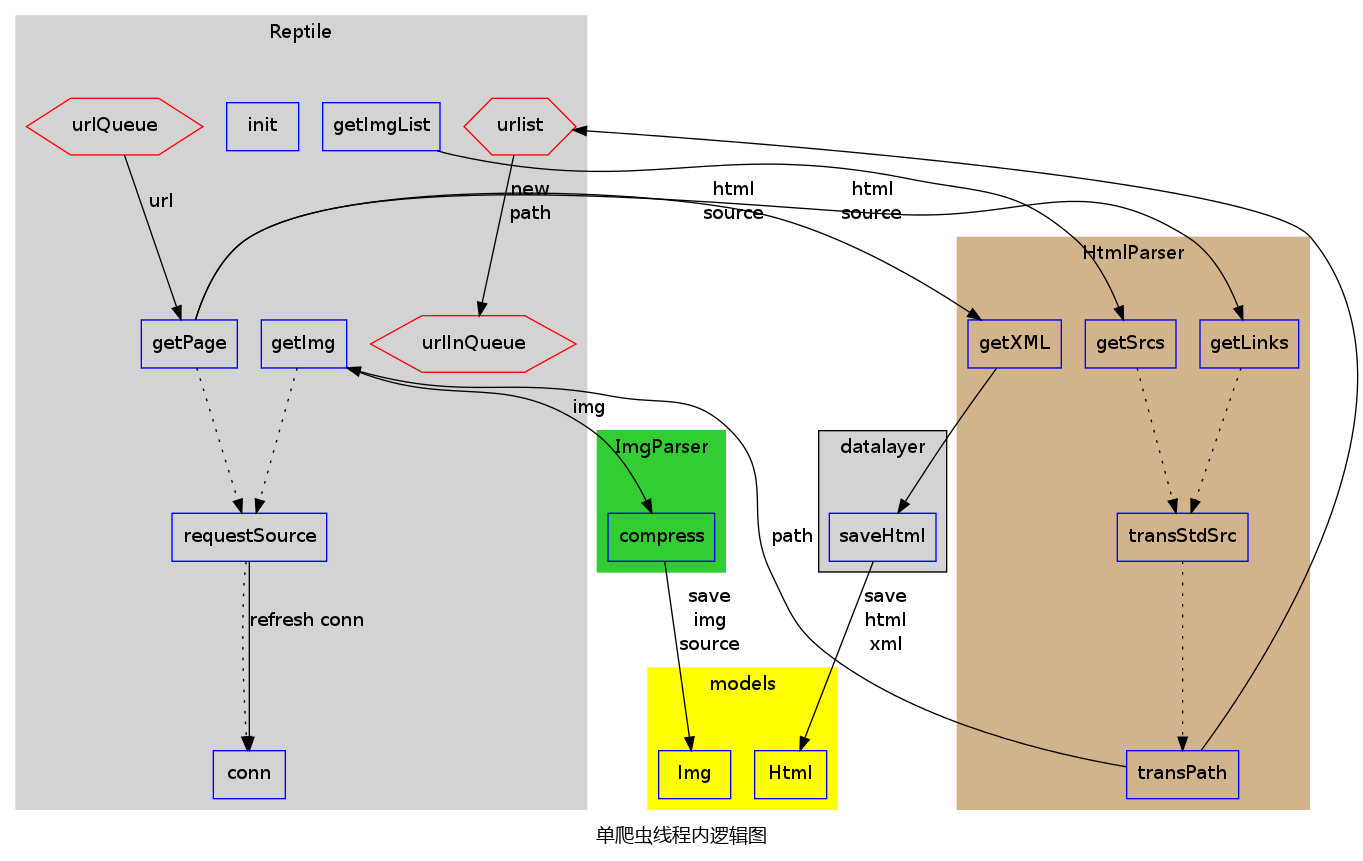 Reptile
urlQueue
init
getImgList
urlist
url
new
path
html
source
html
source
HtmlParser
getPage
getImg
urlInQueue
getXML
getSrcs
getLinks
img
ImgParser
datalayer
requestSource
compress
path
saveHtml
transStdSrc
refresh conn
save
img
source
save
html
xml
models
conn
Img
Html
transPath
单爬虫线程内逻辑图